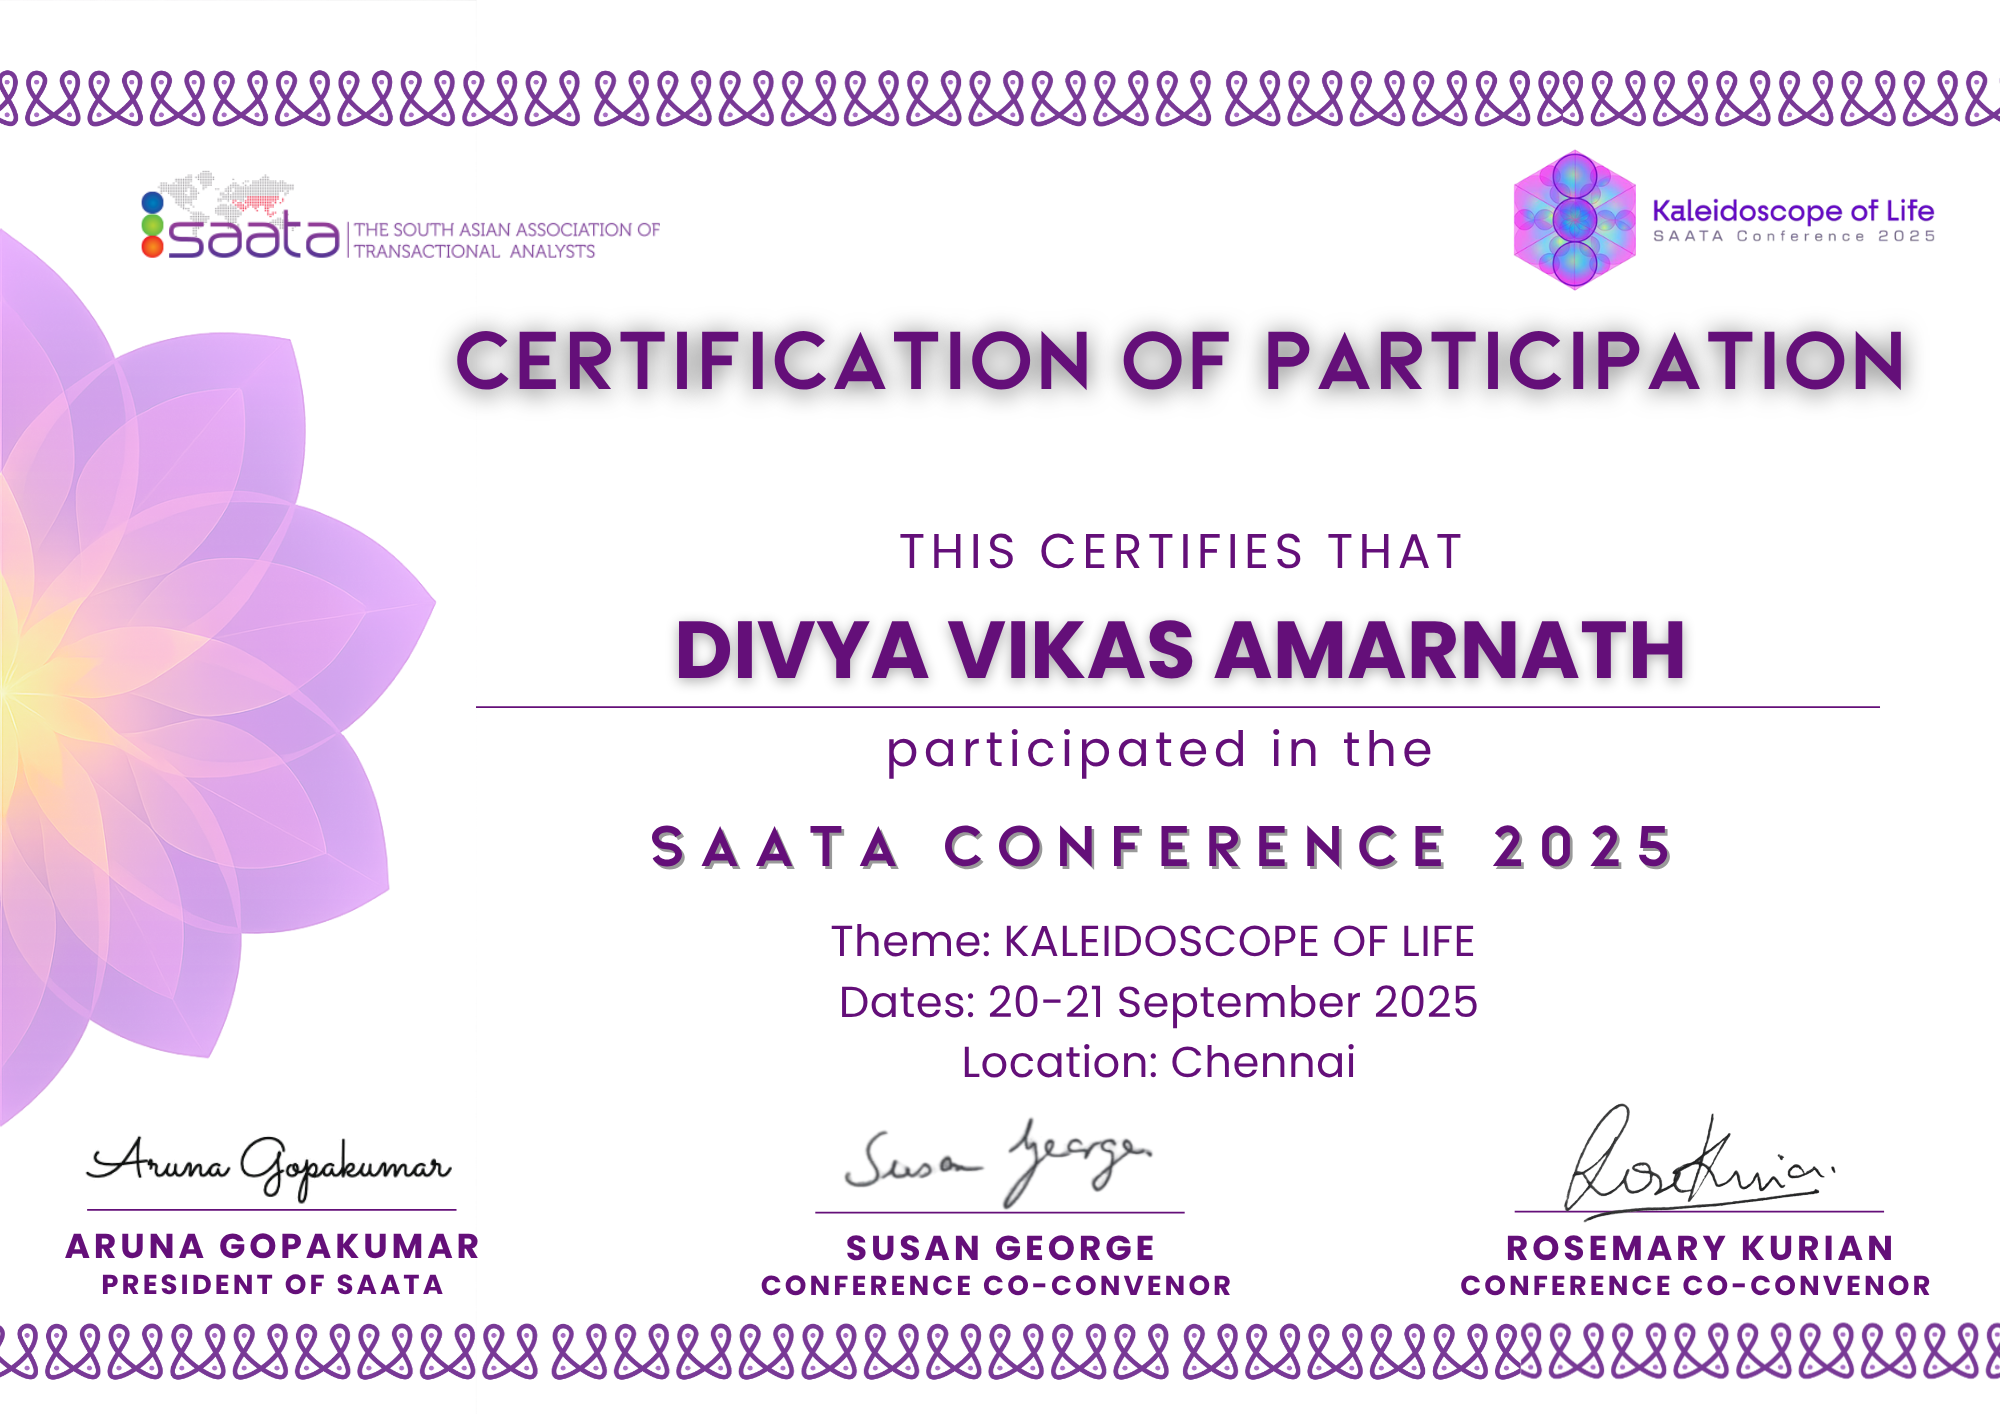 saata
THE SOUTH ASIAN ASSOCIATION OF
TRANSACTIONAL ANALYSTS
Kaleidoscope of Life
SAATA Conference 2025
CERTIFICATION OF PARTICIPATION
THIS CERTIFIES THAT
DIVYA VIKAS AMARNATH
participated in the
SAATA CONFERENCE 2025
Theme: KALEIDOSCOPE OF LIFE
Dates: 20-21 September 2025
Location: Chennai
Aruna Gopakumar
ARUNA GOPAKUMAR
PRESIDENT OF SAATA
Susan George
SUSAN GEORGE
CONFERENCE CO-CONVENOR
RoseKurian
ROSEMARY KURIAN
CONFERENCE CO-CONVENOR